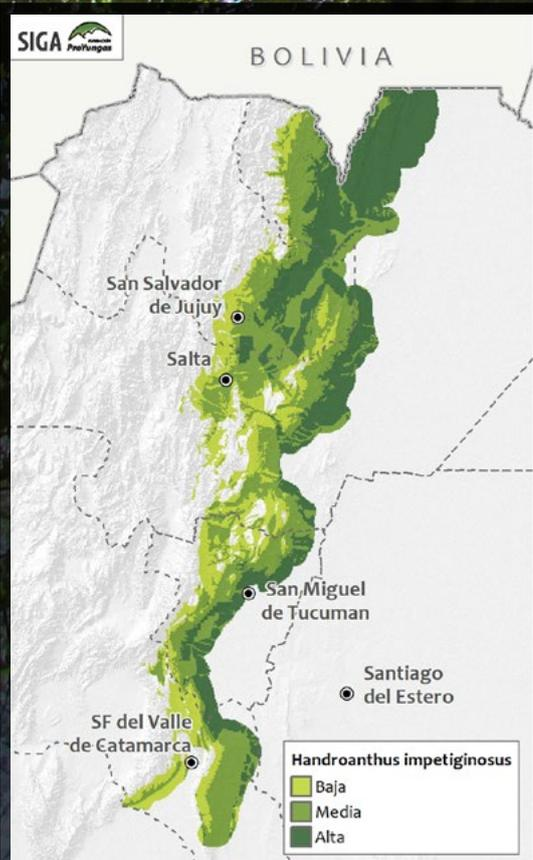 SIGA
FUNDACIÓN
ProYungas
BOLIVIA
San Salvador
de Jujuy
Salta
San Miguel
de Tucuman
Santiago
del Estero
SF del Valle
de Catamarca
Handroanthus impetiginosus
Baja
Media
Alta